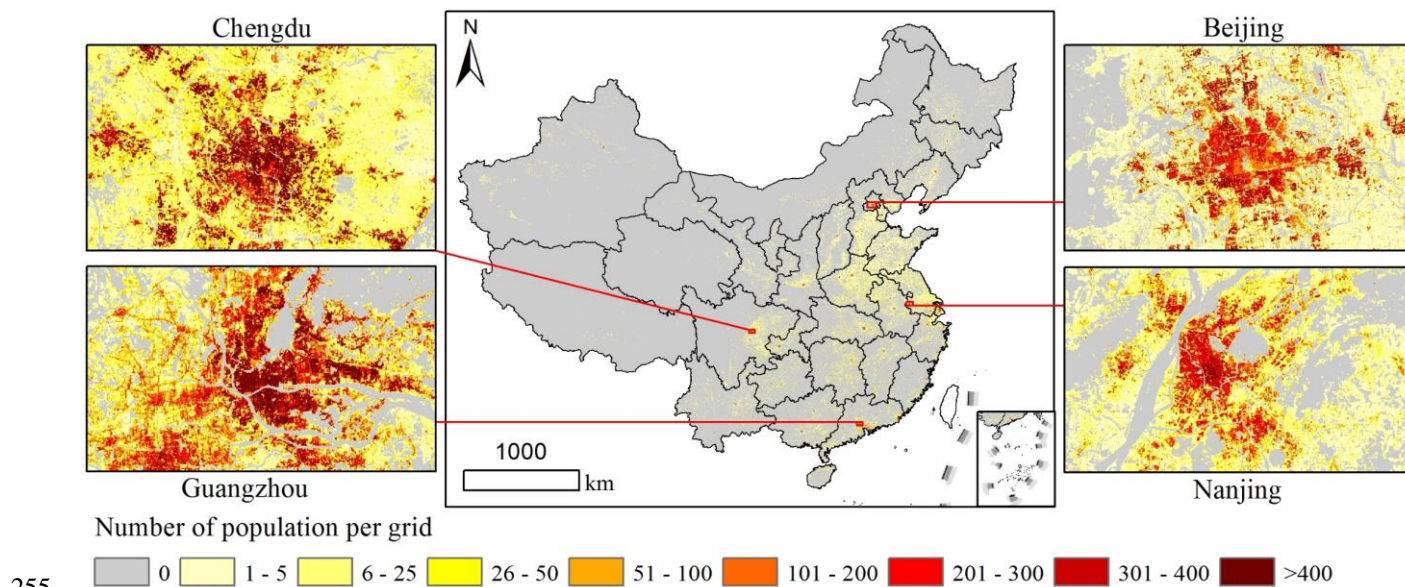 Chengdu
Beijing
N
Guangzhou
Nanjing
1000
km
Number of population per grid
0 1 - 5 6 - 25 26 - 50 51 - 100 101 - 200 201 - 300 301 - 400 >400
255